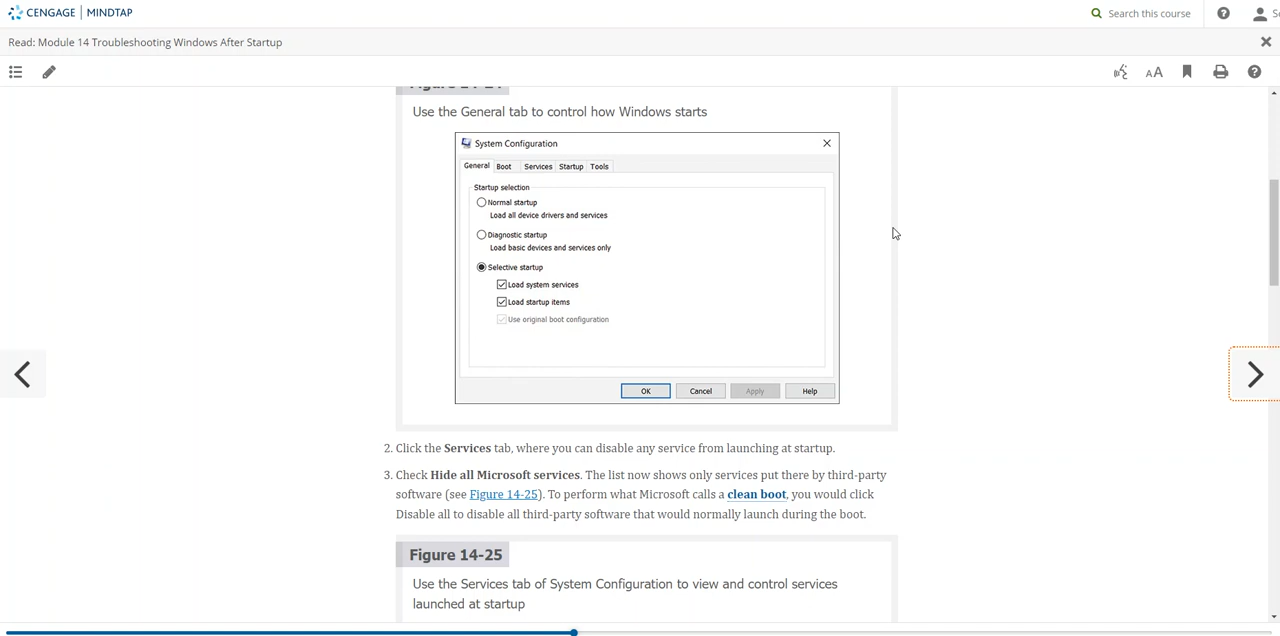 CENGAGE | MINDTAP
Search this course
Read: Module 14 Troubleshooting Windows After Startup
AA
Use the General tab to control how Windows starts
System Configuration
General Boot Services Startup Tools
Startup selection
Normal startup
Load all device drivers and services
Diagnostic startup
Load basic devices and services only
Selective startup
Load system services
Load startup items
Use original boot configuration
OK Cancel Apply Help
2. Click the Services tab, where you can disable any service from launching at startup.
3. Check Hide all Microsoft services. The list now shows only services put there by third-party
software (see Figure 14-25). To perform what Microsoft calls a clean boot, you would click
Disable all to disable all third-party software that would normally launch during the boot.
Figure 14-25
Use the Services tab of System Configuration to view and control services
launched at startup